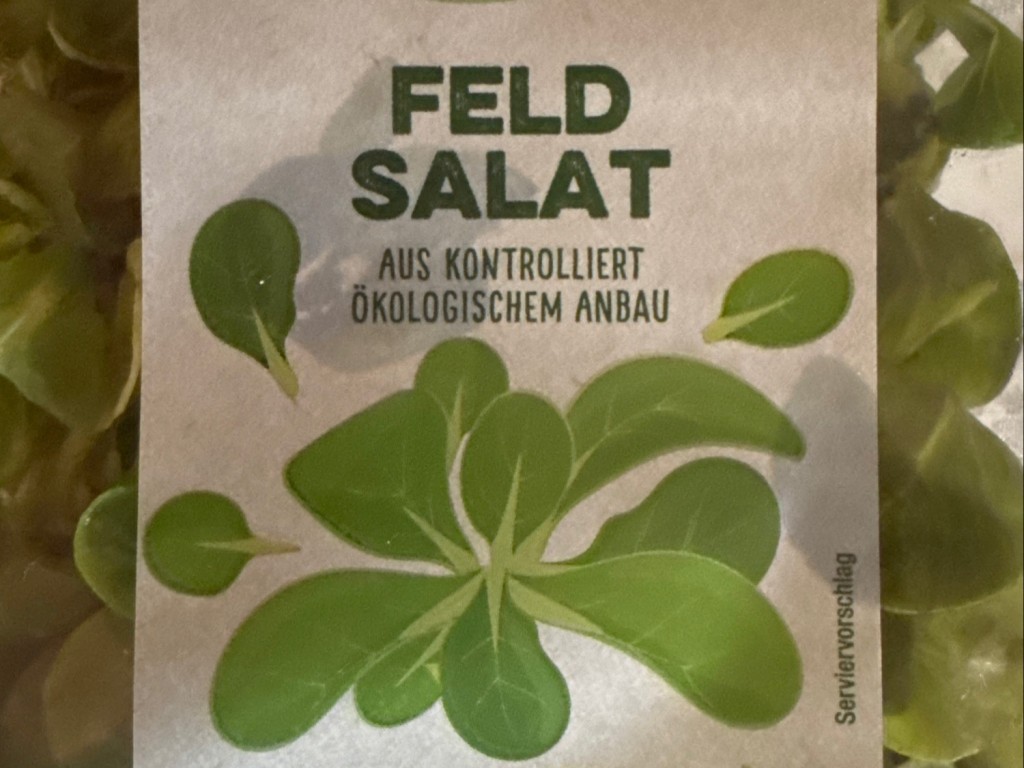 FELD
SALAT
AUS KONTROLLIERT
ÖKOLOGISCHEM ANBAU
Serviervorschlag